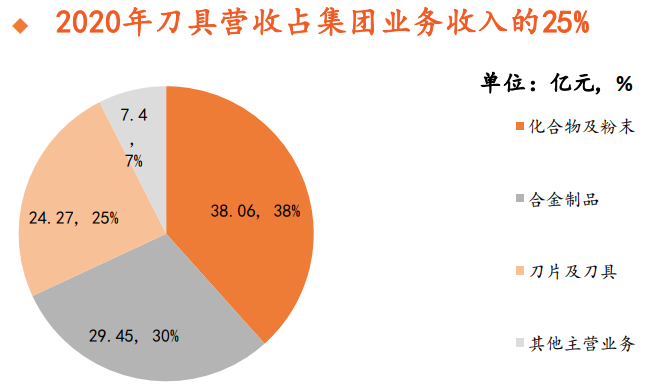 2020年刀具营收占集团业务收入的25%
单位：亿元，%
7.4
,
7%
38.06, 38%
24.27, 25%
29.45, 30%
化合物及粉末
合金制品
刀片及刀具
其他主营业务